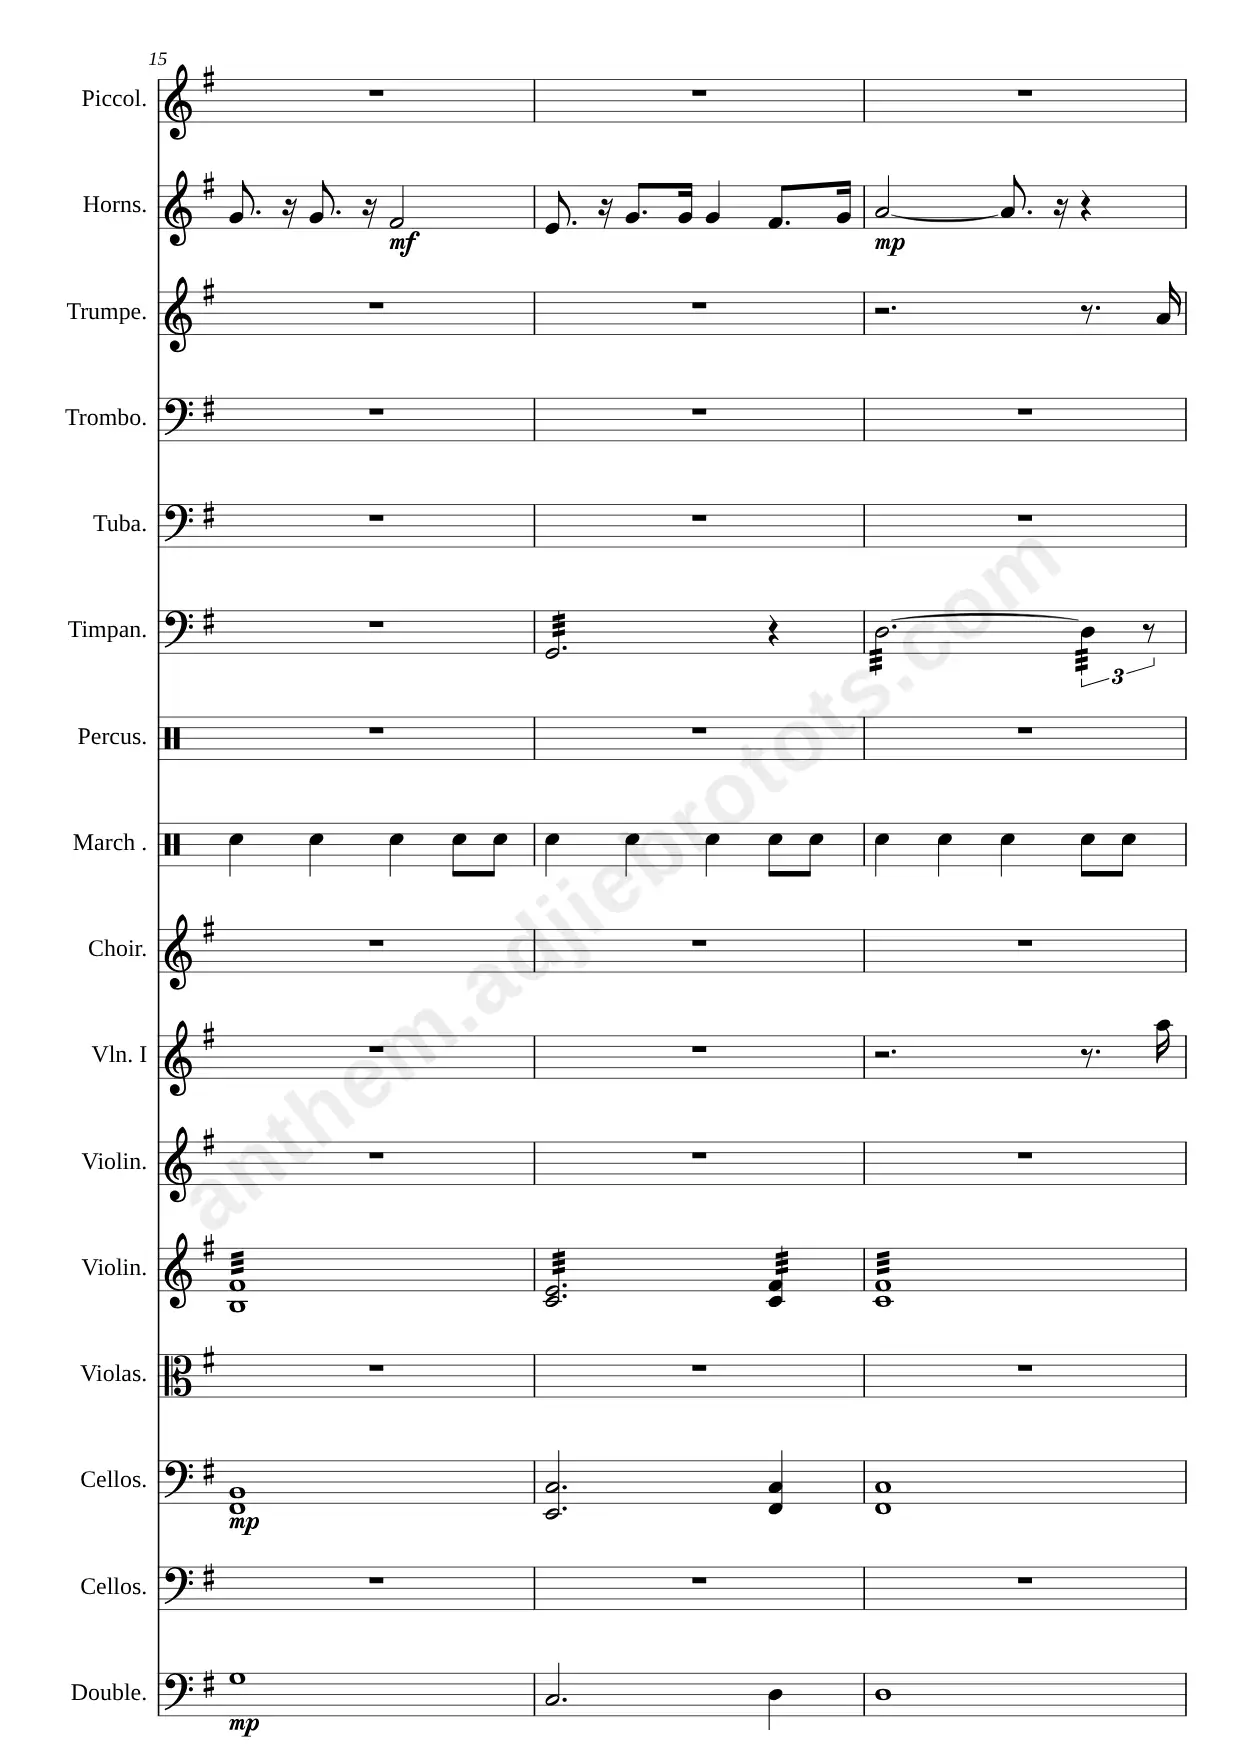 15
Piccol.
Horns.
mf
mp
Trumpe.
Trombo.
Tuba.
Timpan.
3
Percus.
March .
Choir.
Vln. I
Violin.
Violin.
Violas.
Cellos.
mp
Cellos.
Double.
mp
anthem.adjiebrotots.com